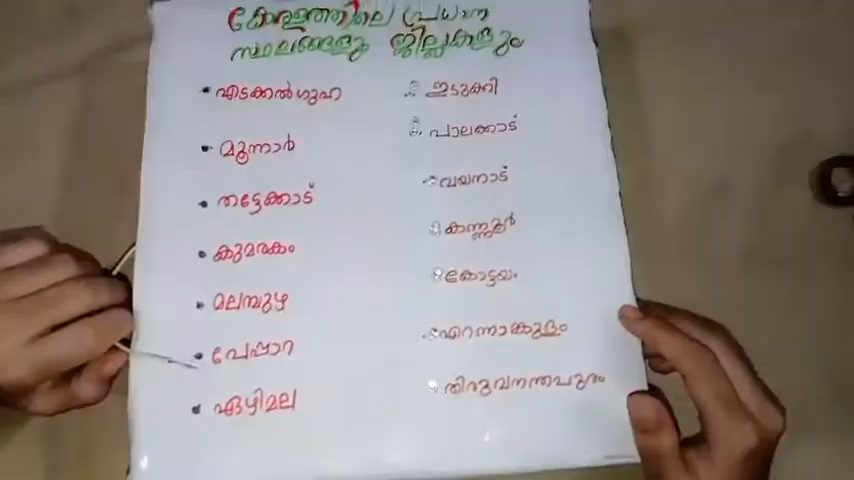 കേരളത്തിലെ പ്രധാന
സ്ഥലങ്ങളും ജില്ലകളും
എടക്കൽഗുഹ ഇടുക്കി
മൂന്നാർ പാലക്കാട്
തട്ടേക്കാട് വയനാട്
കുമരകം കണ്ണൂർ
മലമ്പുഴ കോട്ടയം
പേപ്പാറ എറണാങ്കുളം
ഏഴിമല തിരുവനന്തപുരം